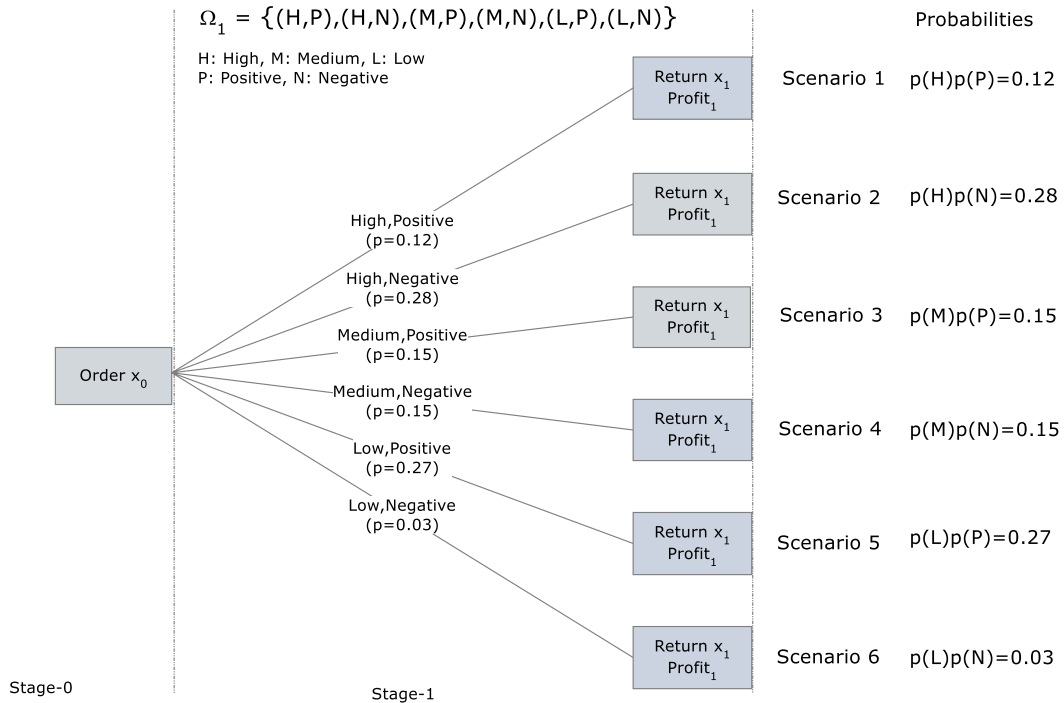 Ω₁ = {(H,P),(H,N),(M,P),(M,N),(L,P),(L,N)}
Probabilities
H: High, M: Medium, L: Low
P: Positive, N: Negative
Return x₁
Profit₁
Scenario 1
p(H)p(P)=0.12
Return x₁
Profit₁
Scenario 2
p(H)p(N)=0.28
High,Positive
(p=0.12)
High,Negative
(p=0.28)
Return x₁
Profit₁
Scenario 3
p(M)p(P)=0.15
Medium,Positive
(p=0.15)
Order x₀
Medium,Negative
(p=0.15)
Return x₁
Profit₁
Scenario 4
p(M)p(N)=0.15
Low,Positive
(p=0.27)
Low,Negative
(p=0.03)
Return x₁
Profit₁
Scenario 5
p(L)p(P)=0.27
Return x₁
Profit₁
Scenario 6
p(L)p(N)=0.03
Stage-0
Stage-1